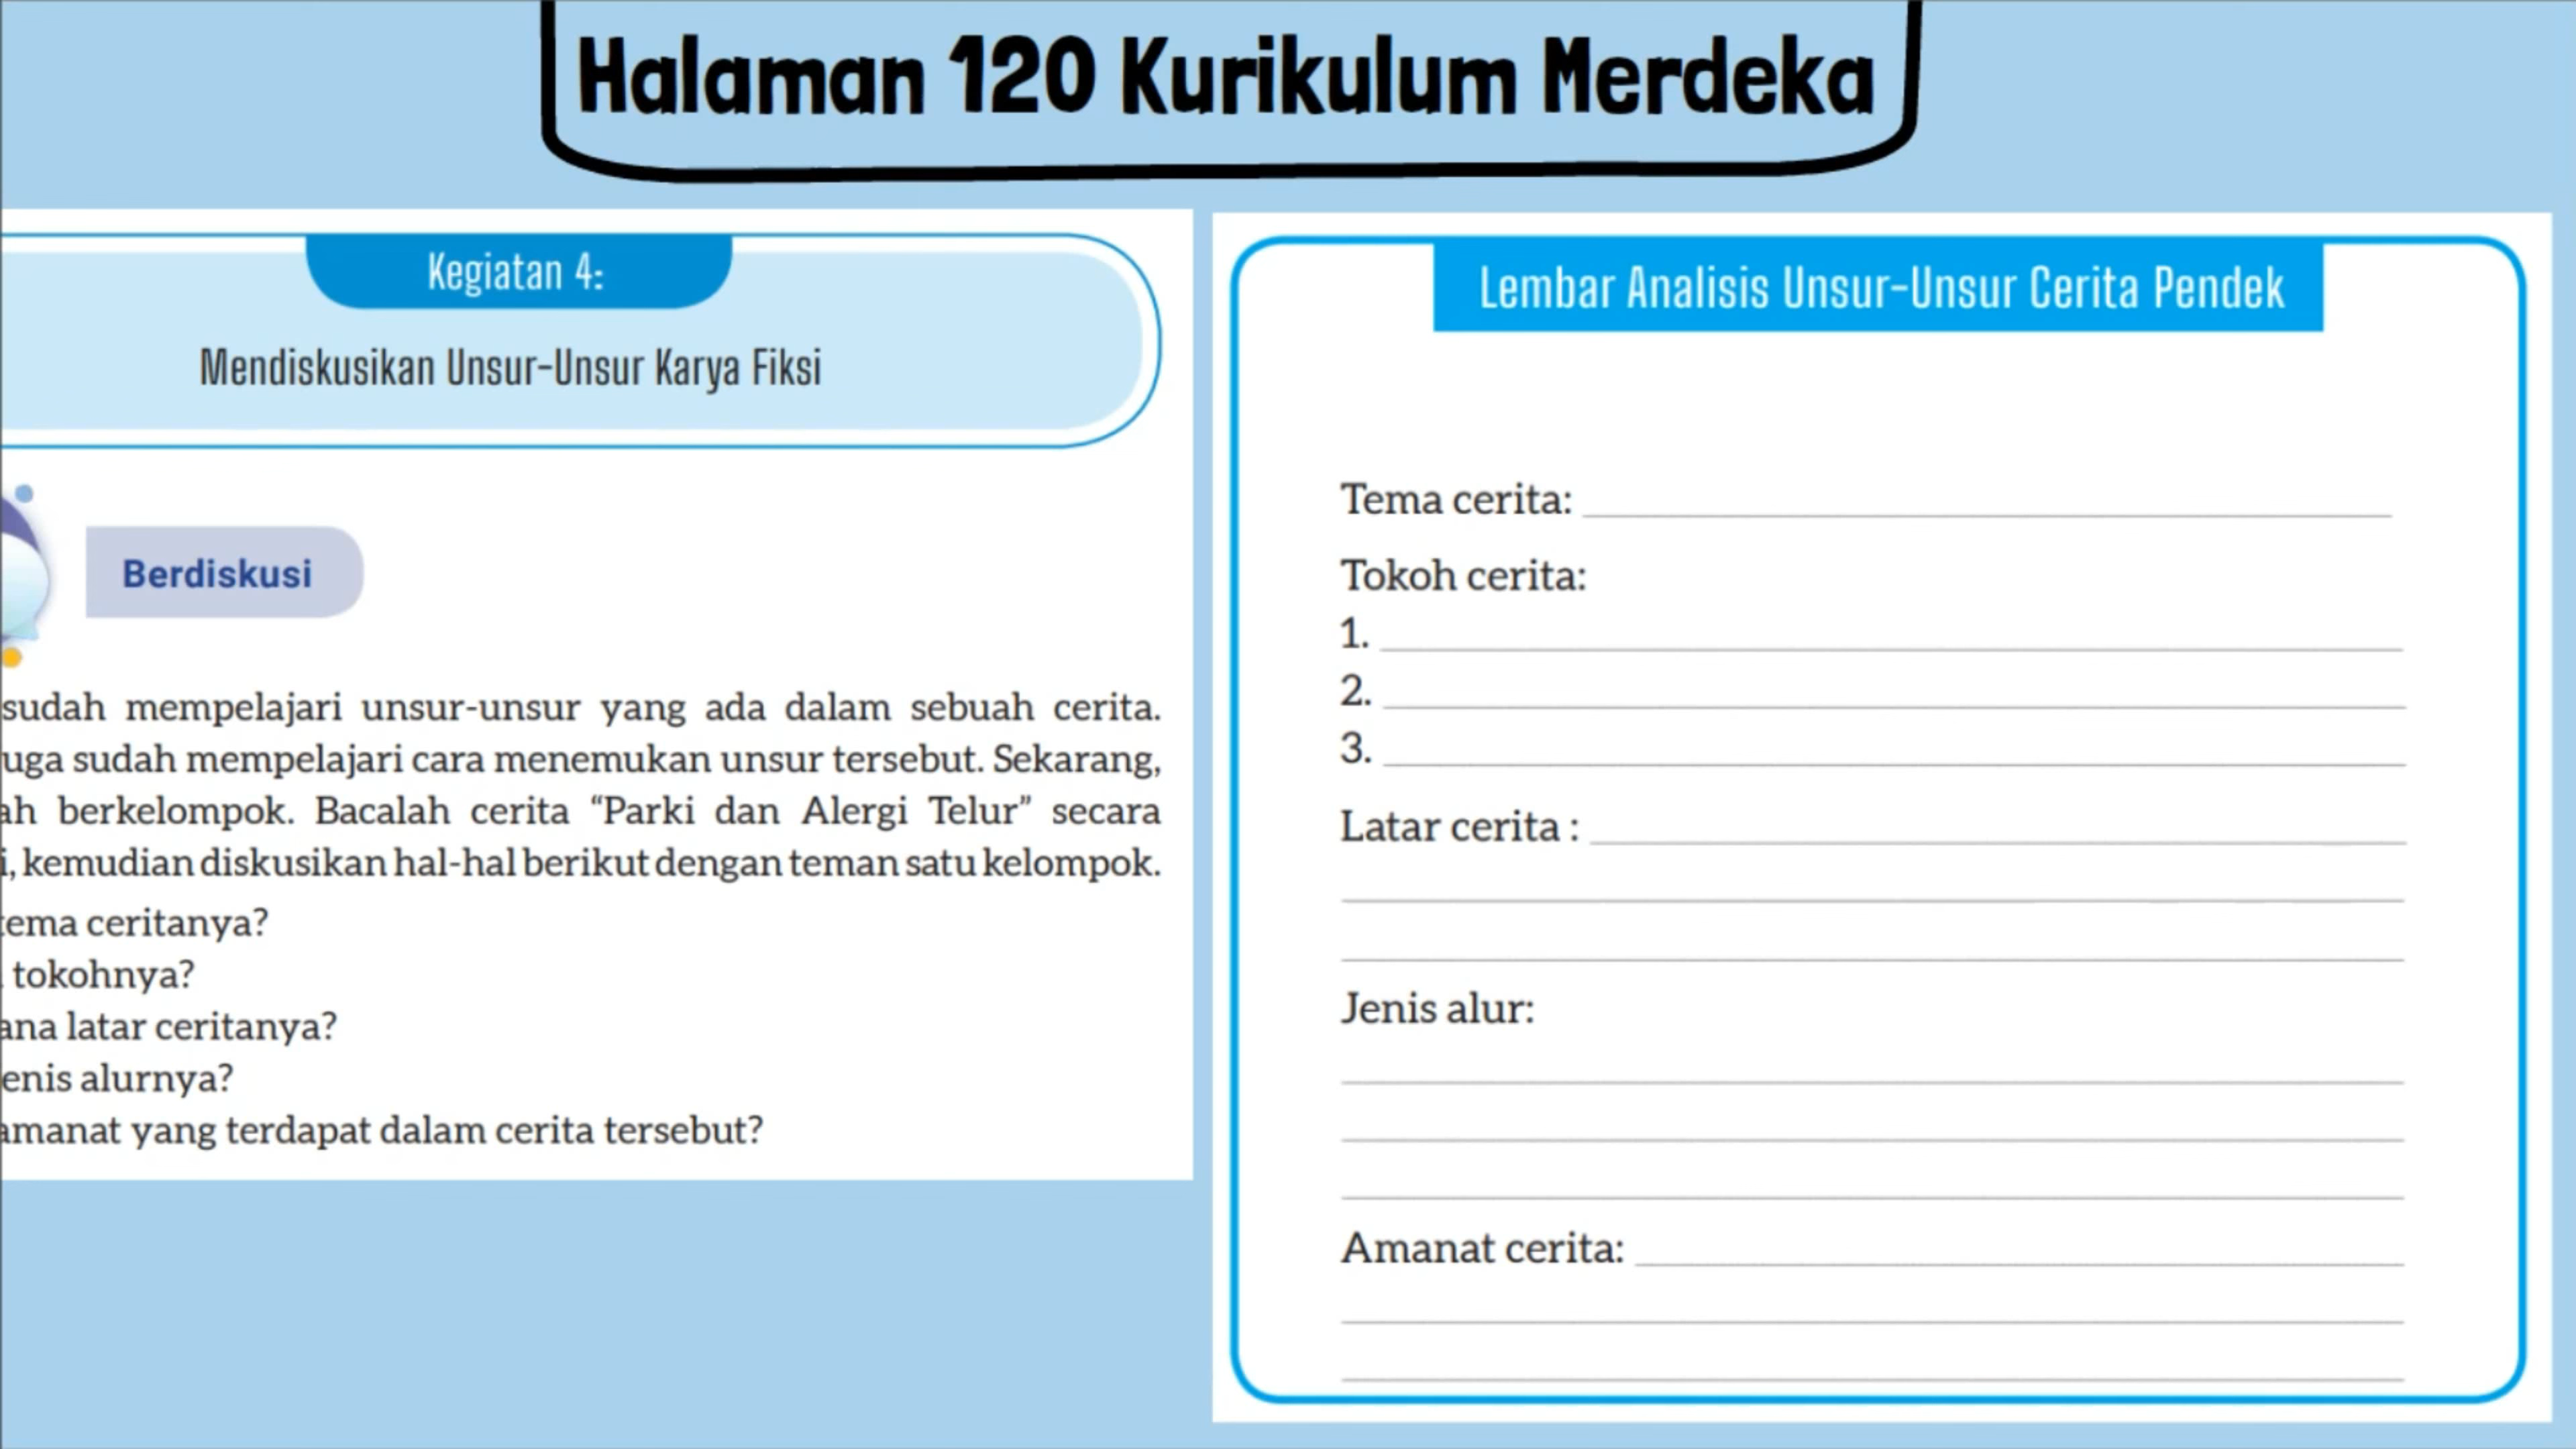 Halaman 120 Kurikulum Merdeka
Kegiatan 4:
Mendiskusikan Unsur-Unsur Karya Fiksi
Berdiskusi
sudah mempelajari unsur-unsur yang ada dalam sebuah cerita.
uga sudah mempelajari cara menemukan unsur tersebut. Sekarang,
ah berkelompok. Bacalah cerita “Parki dan Alergi Telur” secara
i, kemudian diskusikan hal-hal berikut dengan teman satu kelompok.
tema ceritanya?
tokohnya?
ana latar ceritanya?
enis alurnya?
amanat yang terdapat dalam cerita tersebut?
Lembar Analisis Unsur-Unsur Cerita Pendek
Tema cerita:
Tokoh cerita:
1.
2.
3.
Latar cerita :
Jenis alur:
Amanat cerita: